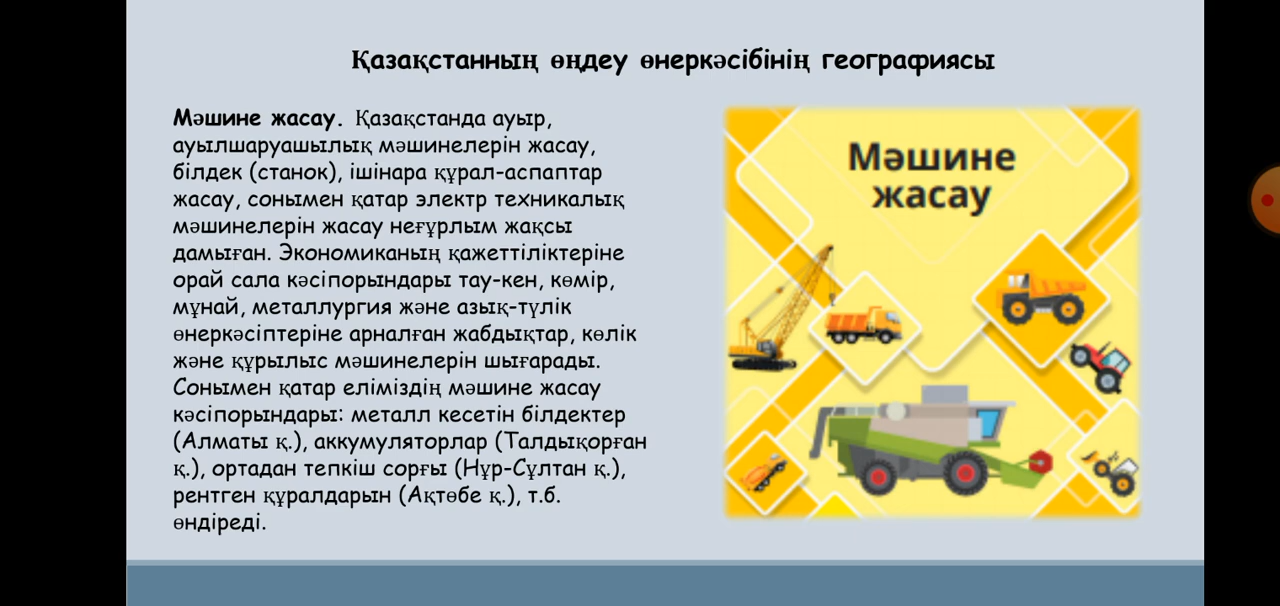 Қазақстанның өңдеу өнеркәсібінің географиясы
Мәшине жасау. Қазақстанда ауыр,
ауылшаруашылық мәшинелерін жасау,
білдек (станок), ішінара құрал-аспаптар
жасау, сонымен қатар электр техникалық
мәшинелерін жасау неғұрлым жақсы
дамыған. Экономиканың қажеттіліктеріне
орай сала кәсіпорындары тау-кен, көмір,
мұнай, металлургия және азық-түлік
өнеркәсіптеріне арналған жабдықтар, көлік
және құрылыс мәшинелерін шығарады.
Сонымен қатар еліміздің мәшине жасау
кәсіпорындары: металл кесетін білдектер
(Алматы қ.), аккумуляторлар (Талдықорған
қ.), ортадан тепкіш сорғы (Нұр-Сұлтан қ.),
рентген құралдарын (Ақтөбе қ.), т.б.
өндіреді.
Мәшине
жасау